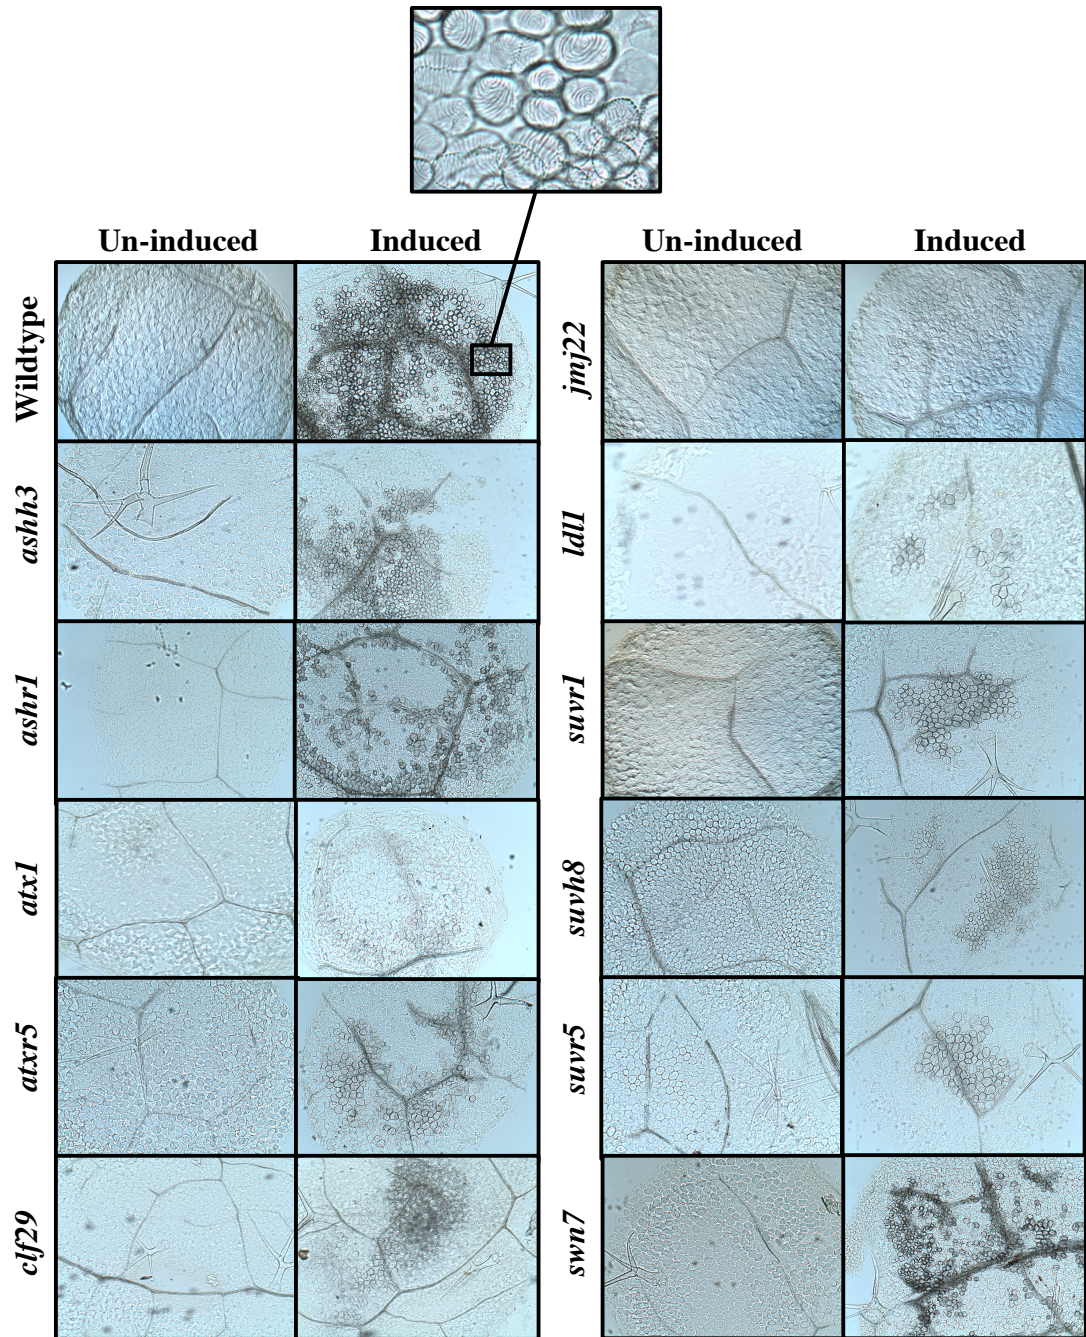 Un-induced Induced Un-induced Induced
Wildtype jmj22
ashh3 ldl1
ashr1 suvr1
atx1 suvh8
atxr5 suvr5
clf29 swn7